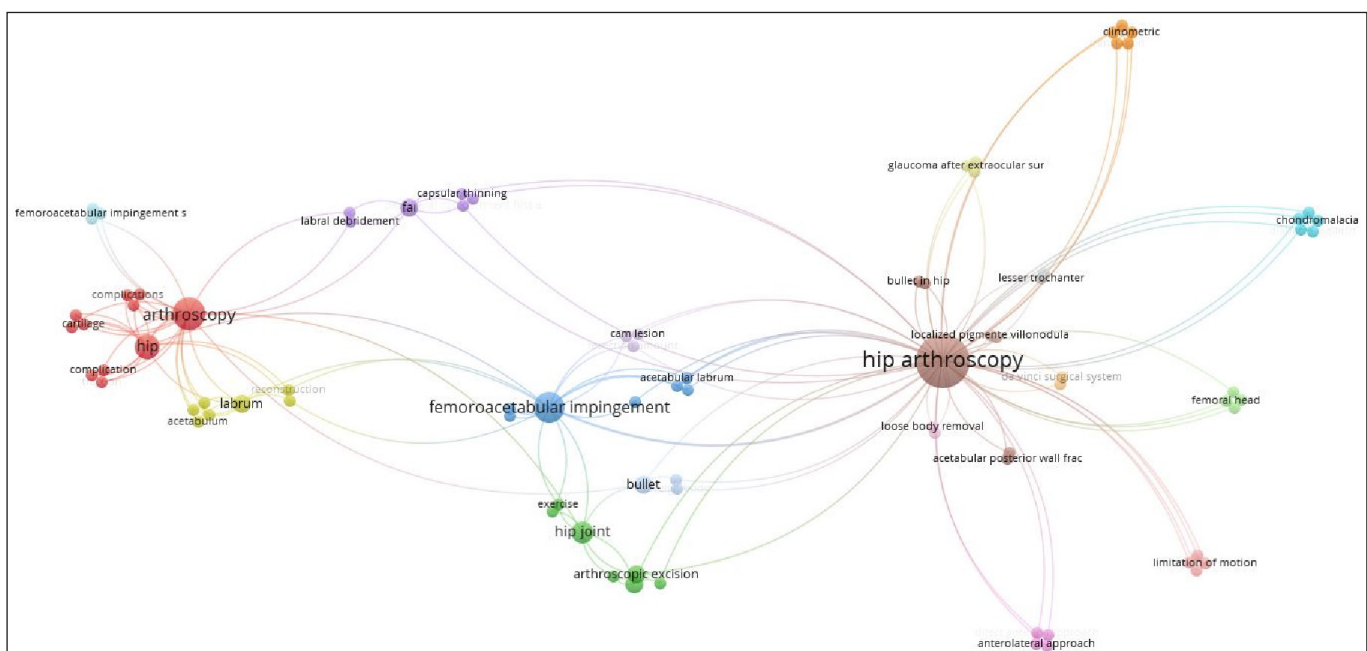 clinometric
glaucoma after extraocular sur
capsular thinning
femoroacetabular impingement s
fai
labral debridement
chondromalacia
bullet in hip
lesser trochanter
complications
arthroscopy
cartilage
hip
cam lesion
localized pigmente villonodula
hip arthroscopy
complication
acetabular labrum
da vinci surgical system
reconstruction
labrum
femoroacetabular impingement
femoral head
acetabulum
loose body removal
acetabular posterior wall frac
bullet
exercise
hip joint
limitation of motion
arthroscopic excision
anterolateral approach